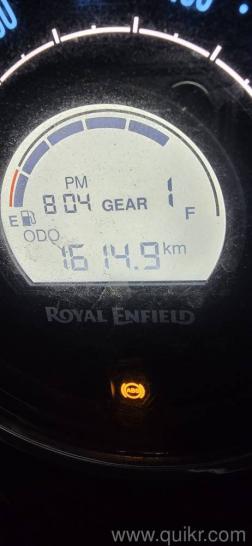 PM
8:04 GEAR 1
E F
ODO
1614.9 km
ROYAL ENFIELD
ABS
www.quikr.com